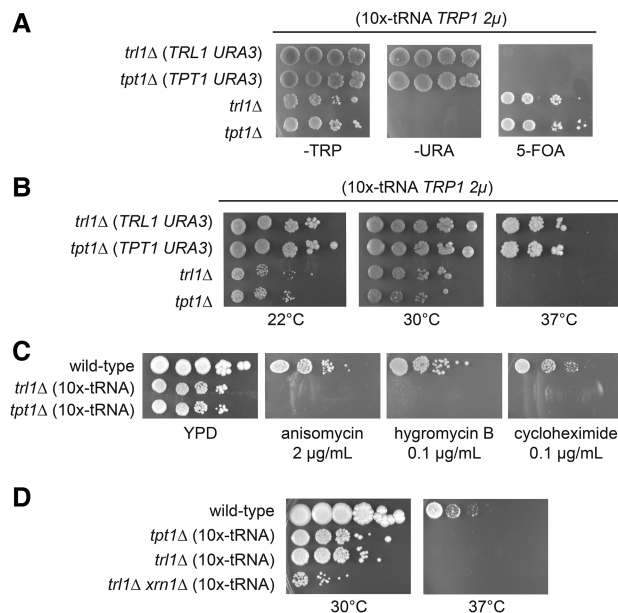 A
(10x-tRNA TRP1 2µ)
trl1Δ (TRL1 URA3)
tpt1Δ (TPT1 URA3)
trl1Δ
tpt1Δ
-TRP -URA 5-FOA
B
(10x-tRNA TRP1 2µ)
trl1Δ (TRL1 URA3)
tpt1Δ (TPT1 URA3)
trl1Δ
tpt1Δ
22°C 30°C 37°C
C
wild-type
trl1Δ (10x-tRNA)
tpt1Δ (10x-tRNA)
YPD anisomycin hygromycin B cycloheximide
2 µg/mL 0.1 µg/mL 0.1 µg/mL
D
wild-type
tpt1Δ (10x-tRNA)
trl1Δ (10x-tRNA)
trl1Δ xrn1Δ (10x-tRNA)
30°C 37°C